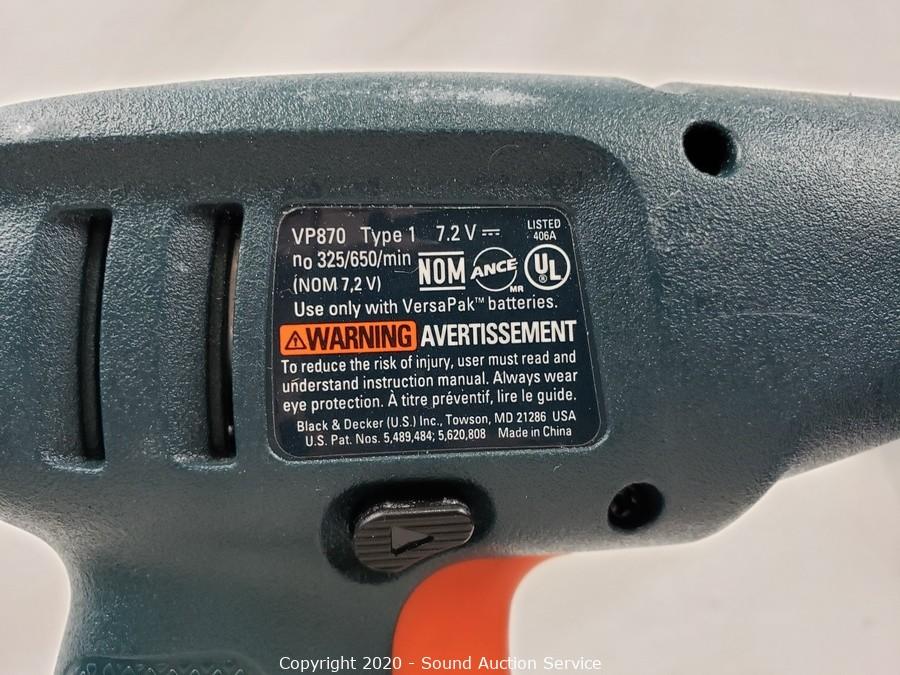 VP870 Type 1 7.2 V ⎓
LISTED
406A
no 325/650/min
(NOM 7,2 V)
NOM ANCE MR UL
Use only with VersaPak™ batteries.
⚠WARNING AVERTISSEMENT
To reduce the risk of injury, user must read and
understand instruction manual. Always wear
eye protection. À titre préventif, lire le guide.
Black & Decker (U.S.) Inc., Towson, MD 21286 USA
U.S. Pat. Nos. 5,489,484; 5,620,808 Made in China
Copyright 2020 - Sound Auction Service